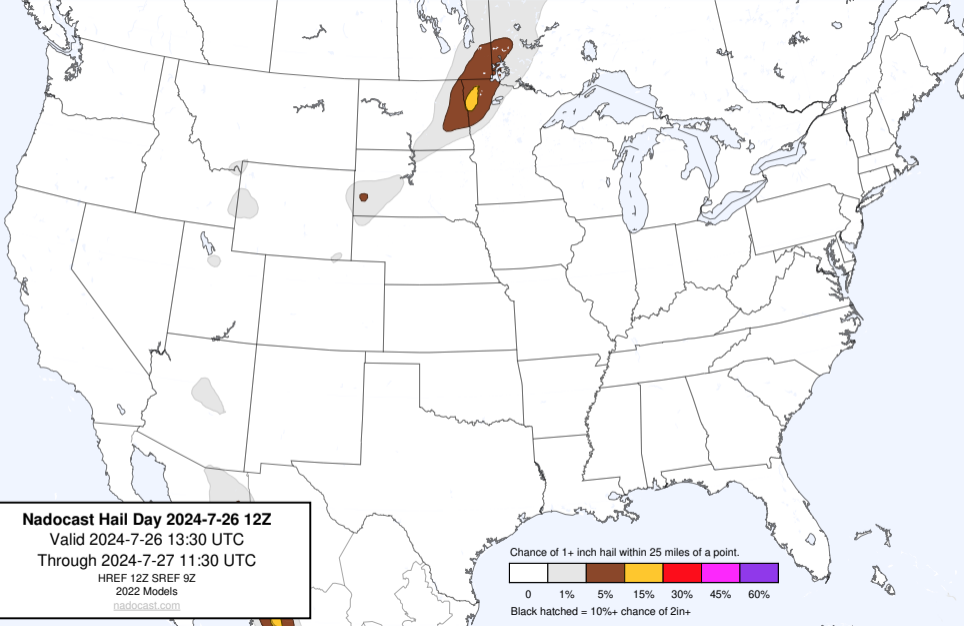 Nadocast Hail Day 2024-7-26 12Z
Valid 2024-7-26 13:30 UTC
Through 2024-7-27 11:30 UTC
HREF 12Z SREF 9Z
2022 Models
nadocast.com
Chance of 1+ inch hail within 25 miles of a point.
0 1% 5% 15% 30% 45% 60%
Black hatched = 10%+ chance of 2in+